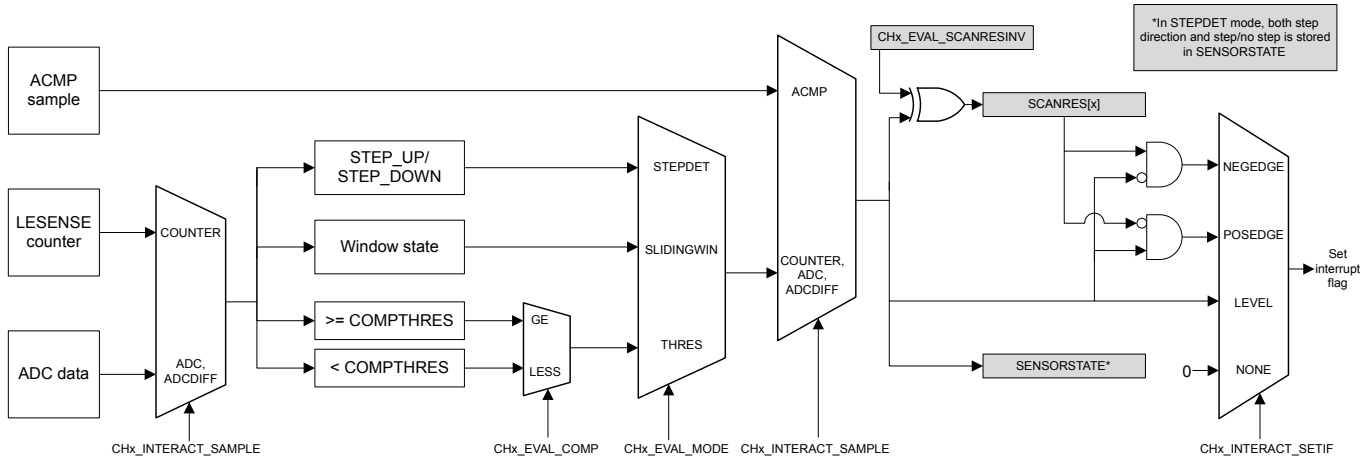 *In STEPDET mode, both step
direction and step/no step is stored
in SENSORSTATE
CHx_EVAL_SCANRESINV
ACMP
sample
ACMP
SCANRES[x]
STEP_UP/
STEP_DOWN
STEPDET
NEGEDGE
LESENSE
counter
COUNTER
Window state
SLIDINGWIN
COUNTER,
ADC,
ADCDIFF
POSEDGE
Set
interrupt
flag
>= COMPTHRES
GE
LEVEL
ADC data
ADC,
ADCDIFF
< COMPTHRES
LESS
THRES
SENSORSTATE*
0
NONE
CHx_INTERACT_SAMPLE
CHx_EVAL_COMP
CHx_EVAL_MODE
CHx_INTERACT_SAMPLE
CHx_INTERACT_SETIF